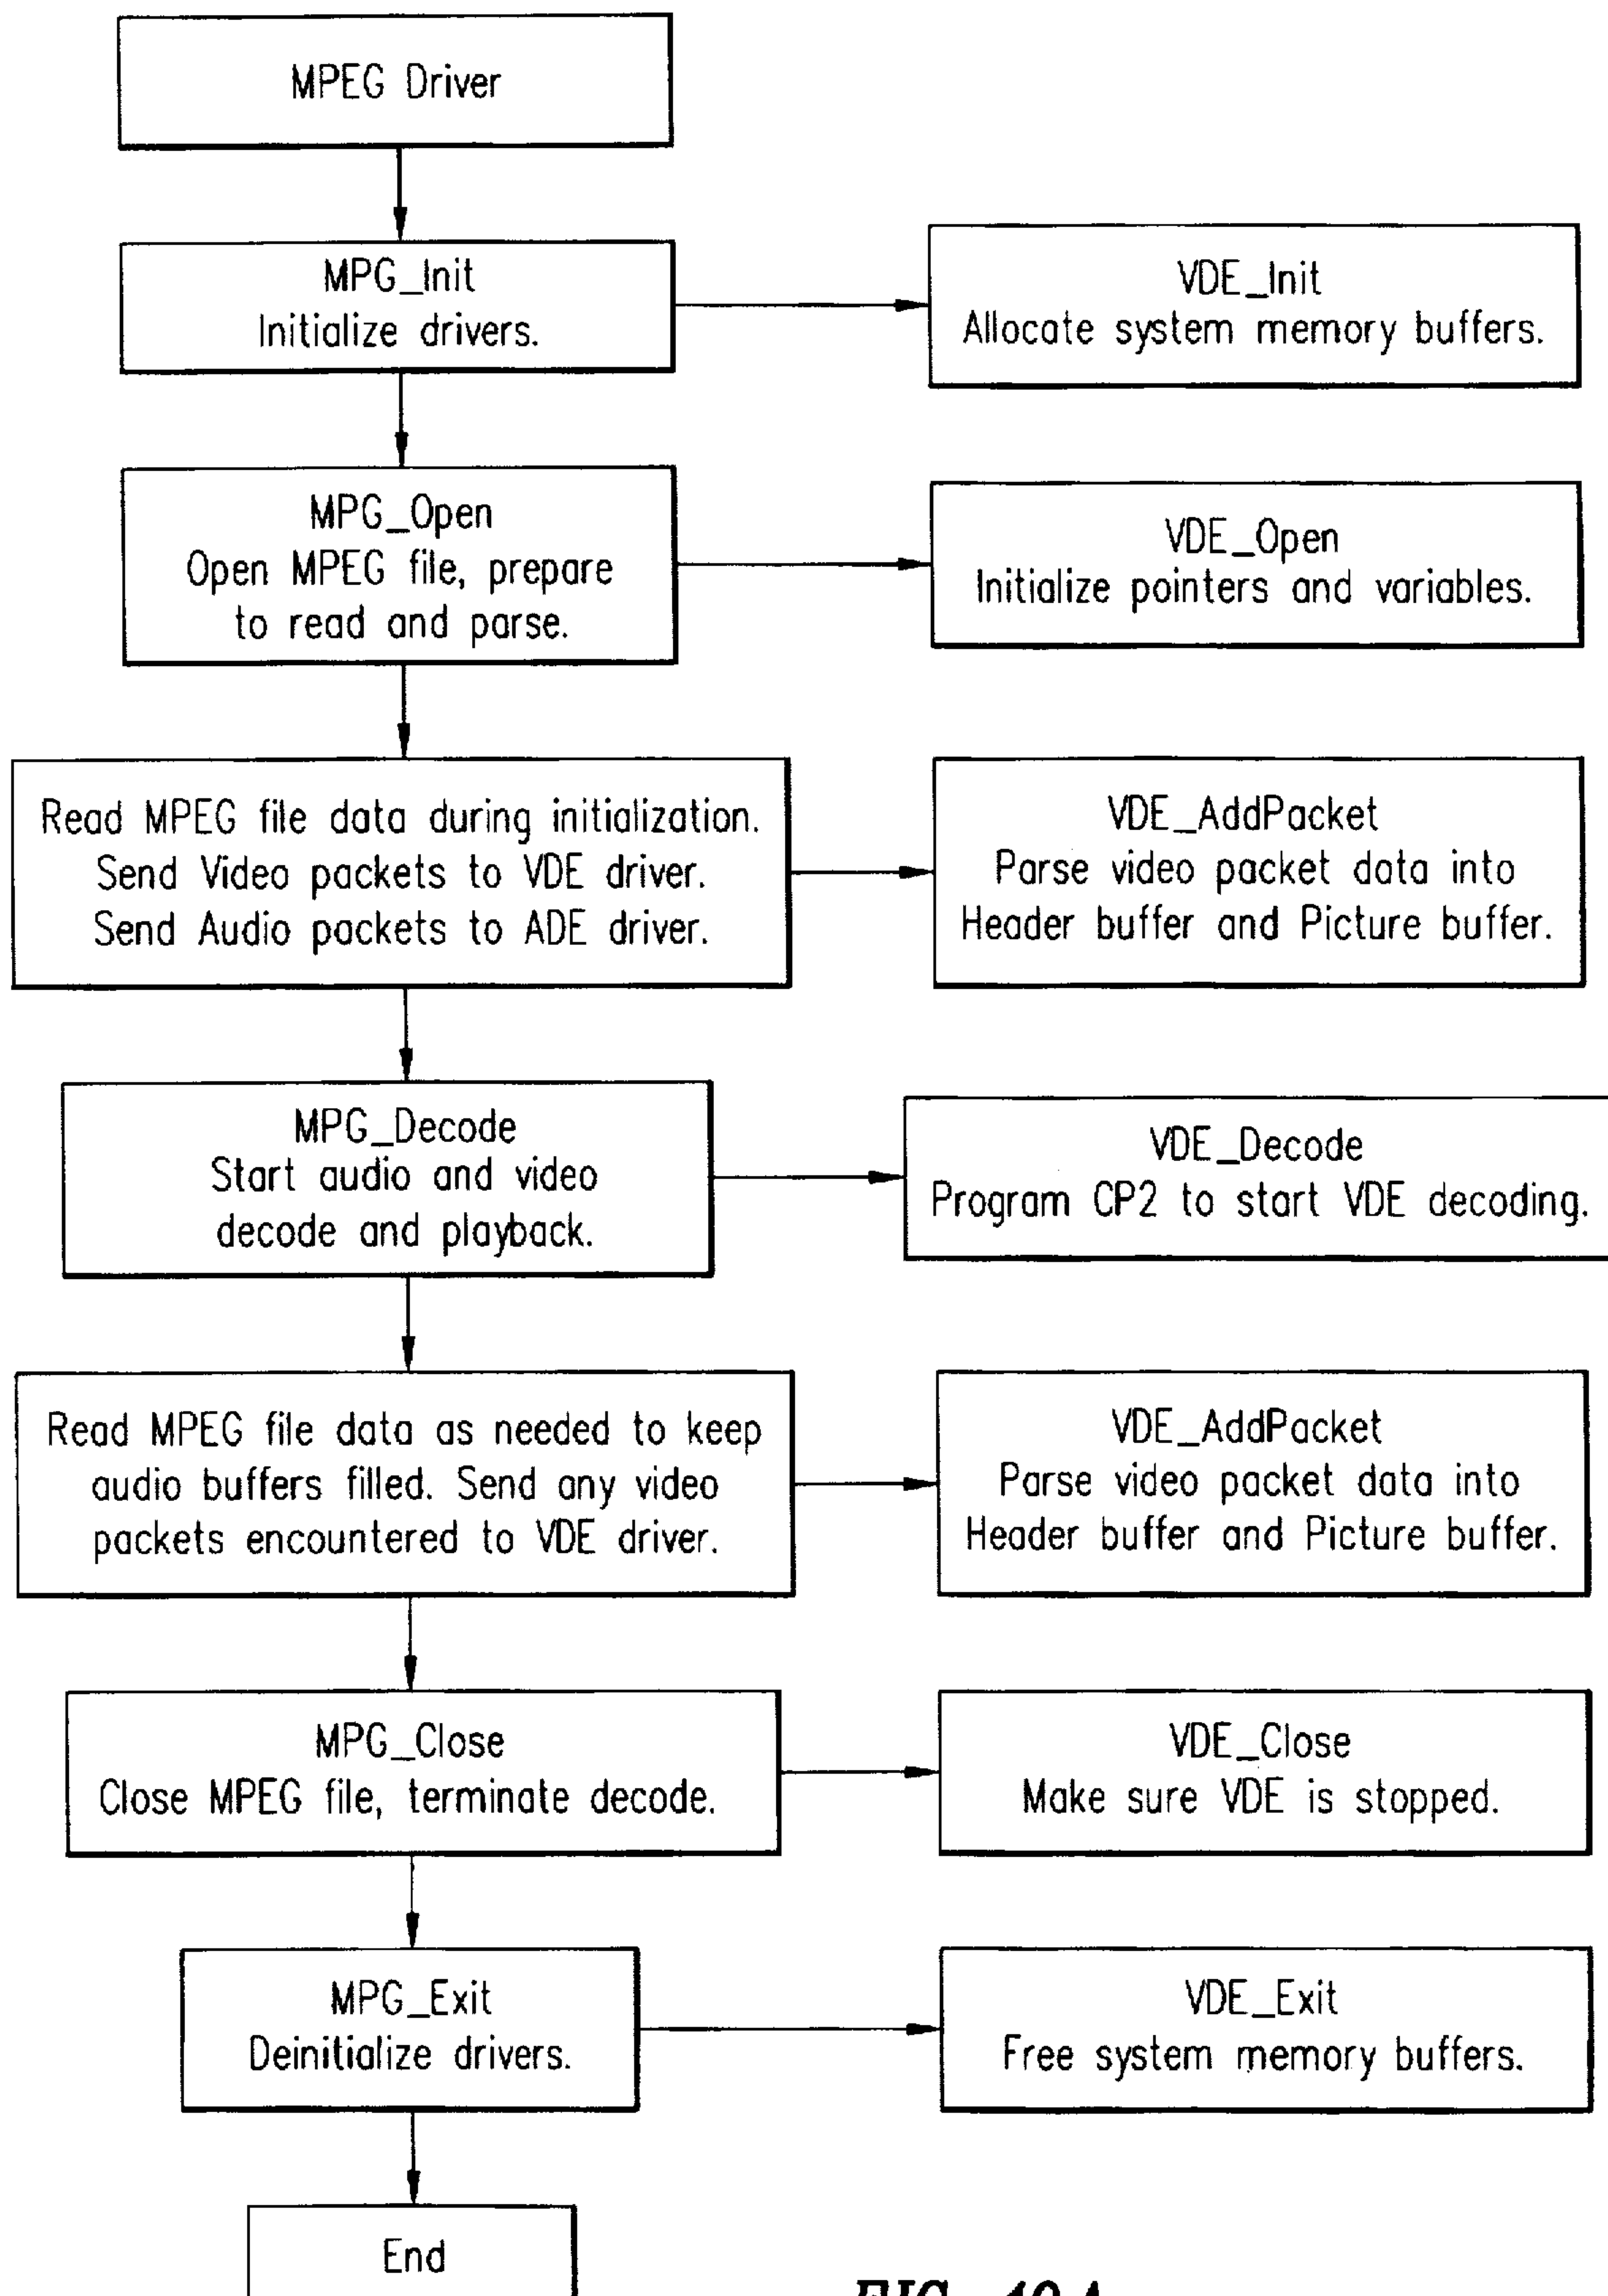 MPEG Driver
MPG_Init
Initialize drivers.
VDE_Init
Allocate system memory buffers.
MPG_Open
Open MPEG file, prepare
to read and parse.
VDE_Open
Initialize pointers and variables.
Read MPEG file data during initialization.
Send Video packets to VDE driver.
Send Audio packets to ADE driver.
VDE_AddPacket
Parse video packet data into
Header buffer and Picture buffer.
MPG_Decode
Start audio and video
decode and playback.
VDE_Decode
Program CP2 to start VDE decoding.
Read MPEG file data as needed to keep
audio buffers filled. Send any video
packets encountered to VDE driver.
VDE_AddPacket
Parse video packet data into
Header buffer and Picture buffer.
MPG_Close
Close MPEG file, terminate decode.
VDE_Close
Make sure VDE is stopped.
MPG_Exit
Deinitialize drivers.
VDE_Exit
Free system memory buffers.
End